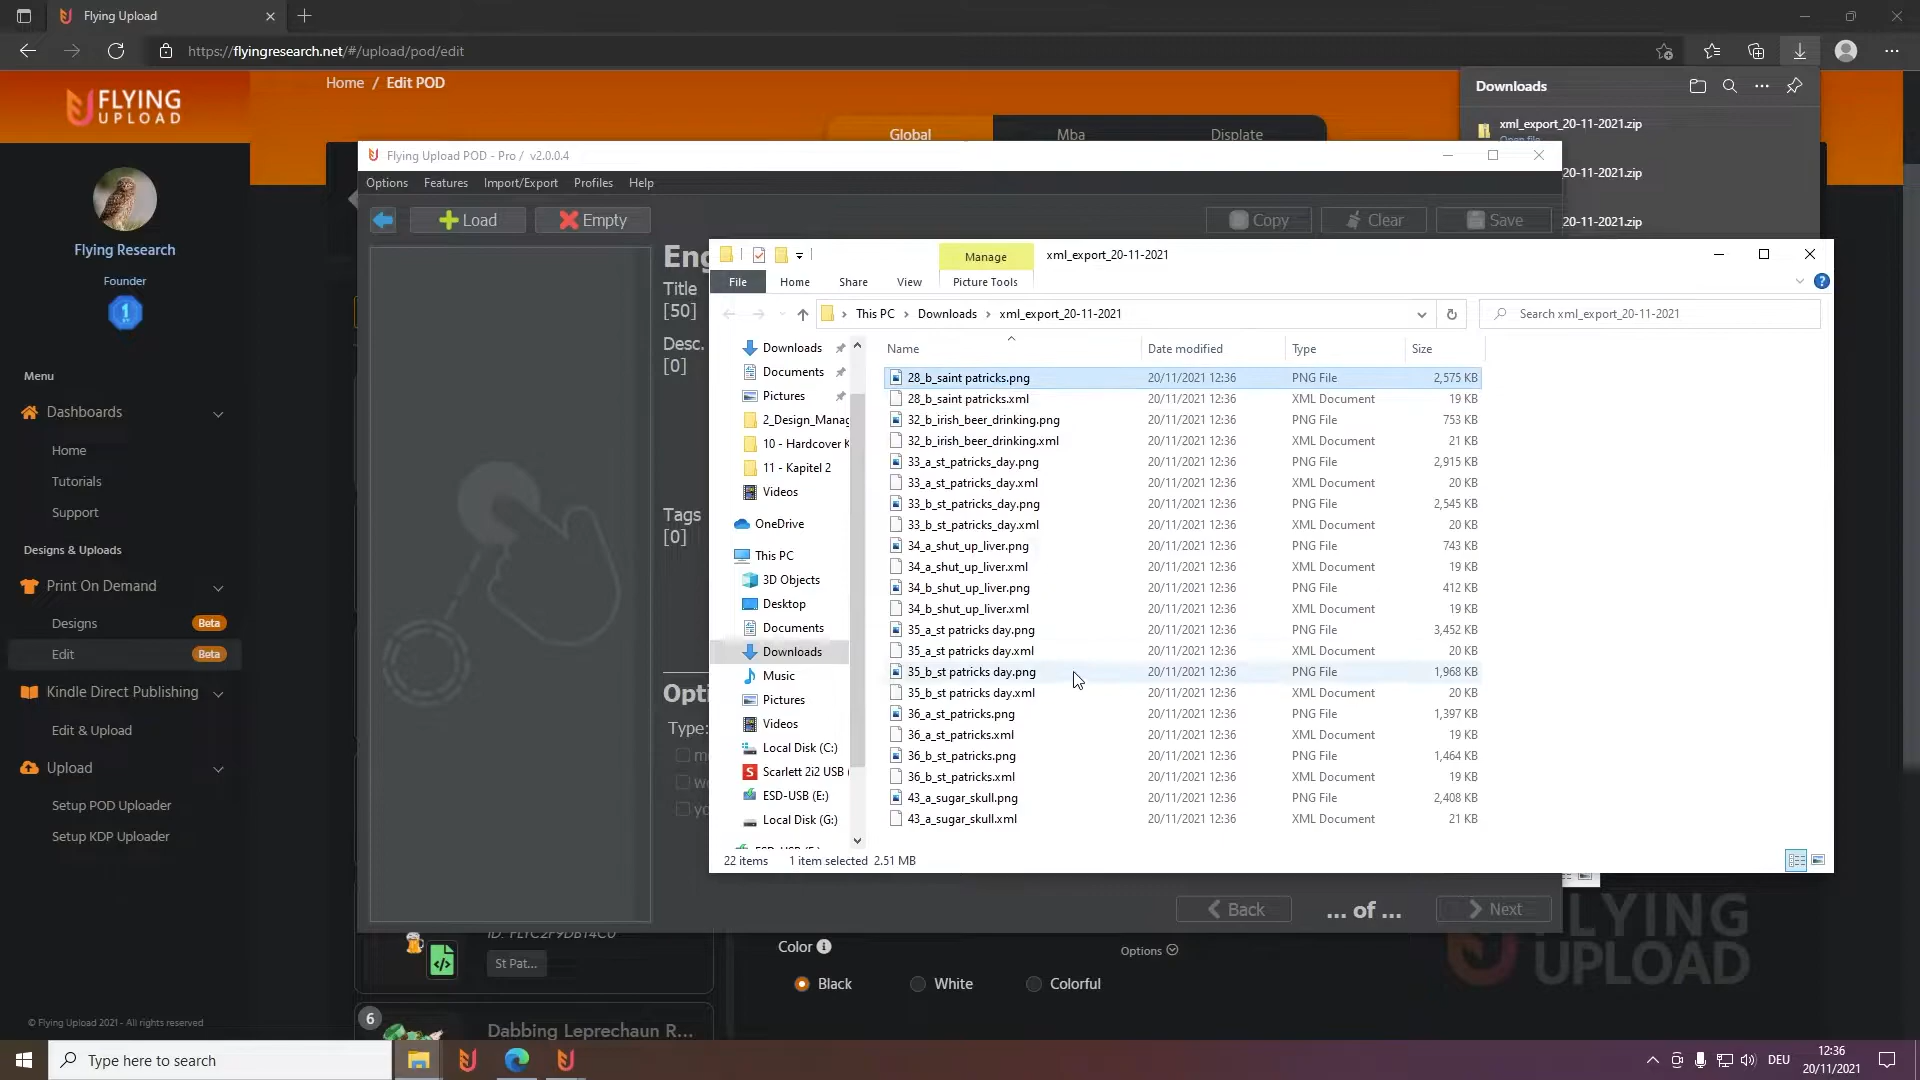 Flying Upload
https://flyingresearch.net/#/upload/pod/edit
FLYING
UPLOAD
Home / Edit POD
Global
Mba
Displate
Downloads
xml_export_20-11-2021.zip
Open file
20-11-2021.zip
20-11-2021.zip
Flying Research
Founder
1
Menu
Dashboards
Home
Tutorials
Support
Designs & Uploads
Print On Demand
Designs
Beta
Edit
Beta
Kindle Direct Publishing
Edit & Upload
Upload
Setup POD Uploader
Setup KDP Uploader
© Flying Upload 2021 - All rights reserved
Flying Upload POD - Pro / v2.0.0.4
Options Features Import/Export Profiles Help
Load
Empty
Copy
Clear
Save
Eng
Title
[50]
Desc.
[0]
Tags
[0]
Opti
Type:
m
we
yo
Back
... of ...
Next
Manage
xml_export_20-11-2021
File Home Share View Picture Tools
This PC > Downloads > xml_export_20-11-2021
Search xml_export_20-11-2021
Downloads
Documents
Pictures
2_Design_Manag
10 - Hardcover K
11 - Kapitel 2
Videos
OneDrive
This PC
3D Objects
Desktop
Documents
Downloads
Music
Pictures
Videos
Local Disk (C:)
Scarlett 2i2 USB (
ESD-USB (E:)
Local Disk (G:)
Name Date modified Type Size
28_b_saint patricks.png 20/11/2021 12:36 PNG File 2,575 KB
28_b_saint patricks.xml 20/11/2021 12:36 XML Document 19 KB
32_b_irish_beer_drinking.png 20/11/2021 12:36 PNG File 753 KB
32_b_irish_beer_drinking.xml 20/11/2021 12:36 XML Document 21 KB
33_a_st_patricks_day.png 20/11/2021 12:36 PNG File 2,915 KB
33_a_st_patricks_day.xml 20/11/2021 12:36 XML Document 20 KB
33_b_st_patricks_day.png 20/11/2021 12:36 PNG File 2,545 KB
33_b_st_patricks_day.xml 20/11/2021 12:36 XML Document 20 KB
34_a_shut_up_liver.png 20/11/2021 12:36 PNG File 743 KB
34_a_shut_up_liver.xml 20/11/2021 12:36 XML Document 19 KB
34_b_shut_up_liver.png 20/11/2021 12:36 PNG File 412 KB
34_b_shut_up_liver.xml 20/11/2021 12:36 XML Document 19 KB
35_a_st patricks day.png 20/11/2021 12:36 PNG File 3,452 KB
35_a_st patricks day.xml 20/11/2021 12:36 XML Document 20 KB
35_b_st patricks day.png 20/11/2021 12:36 PNG File 1,968 KB
35_b_st patricks day.xml 20/11/2021 12:36 XML Document 20 KB
36_a_st_patricks.png 20/11/2021 12:36 PNG File 1,397 KB
36_a_st_patricks.xml 20/11/2021 12:36 XML Document 19 KB
36_b_st_patricks.png 20/11/2021 12:36 PNG File 1,464 KB
36_b_st_patricks.xml 20/11/2021 12:36 XML Document 19 KB
43_a_sugar_skull.png 20/11/2021 12:36 PNG File 2,408 KB
43_a_sugar_skull.xml 20/11/2021 12:36 XML Document 21 KB
22 items 1 item selected 2.51 MB
St Pat...
6
Dabbing Leprechaun R...
Color
Options
Black
White
Colorful
FLYING
UPLOAD
Type here to search
DEU
12:36
20/11/2021